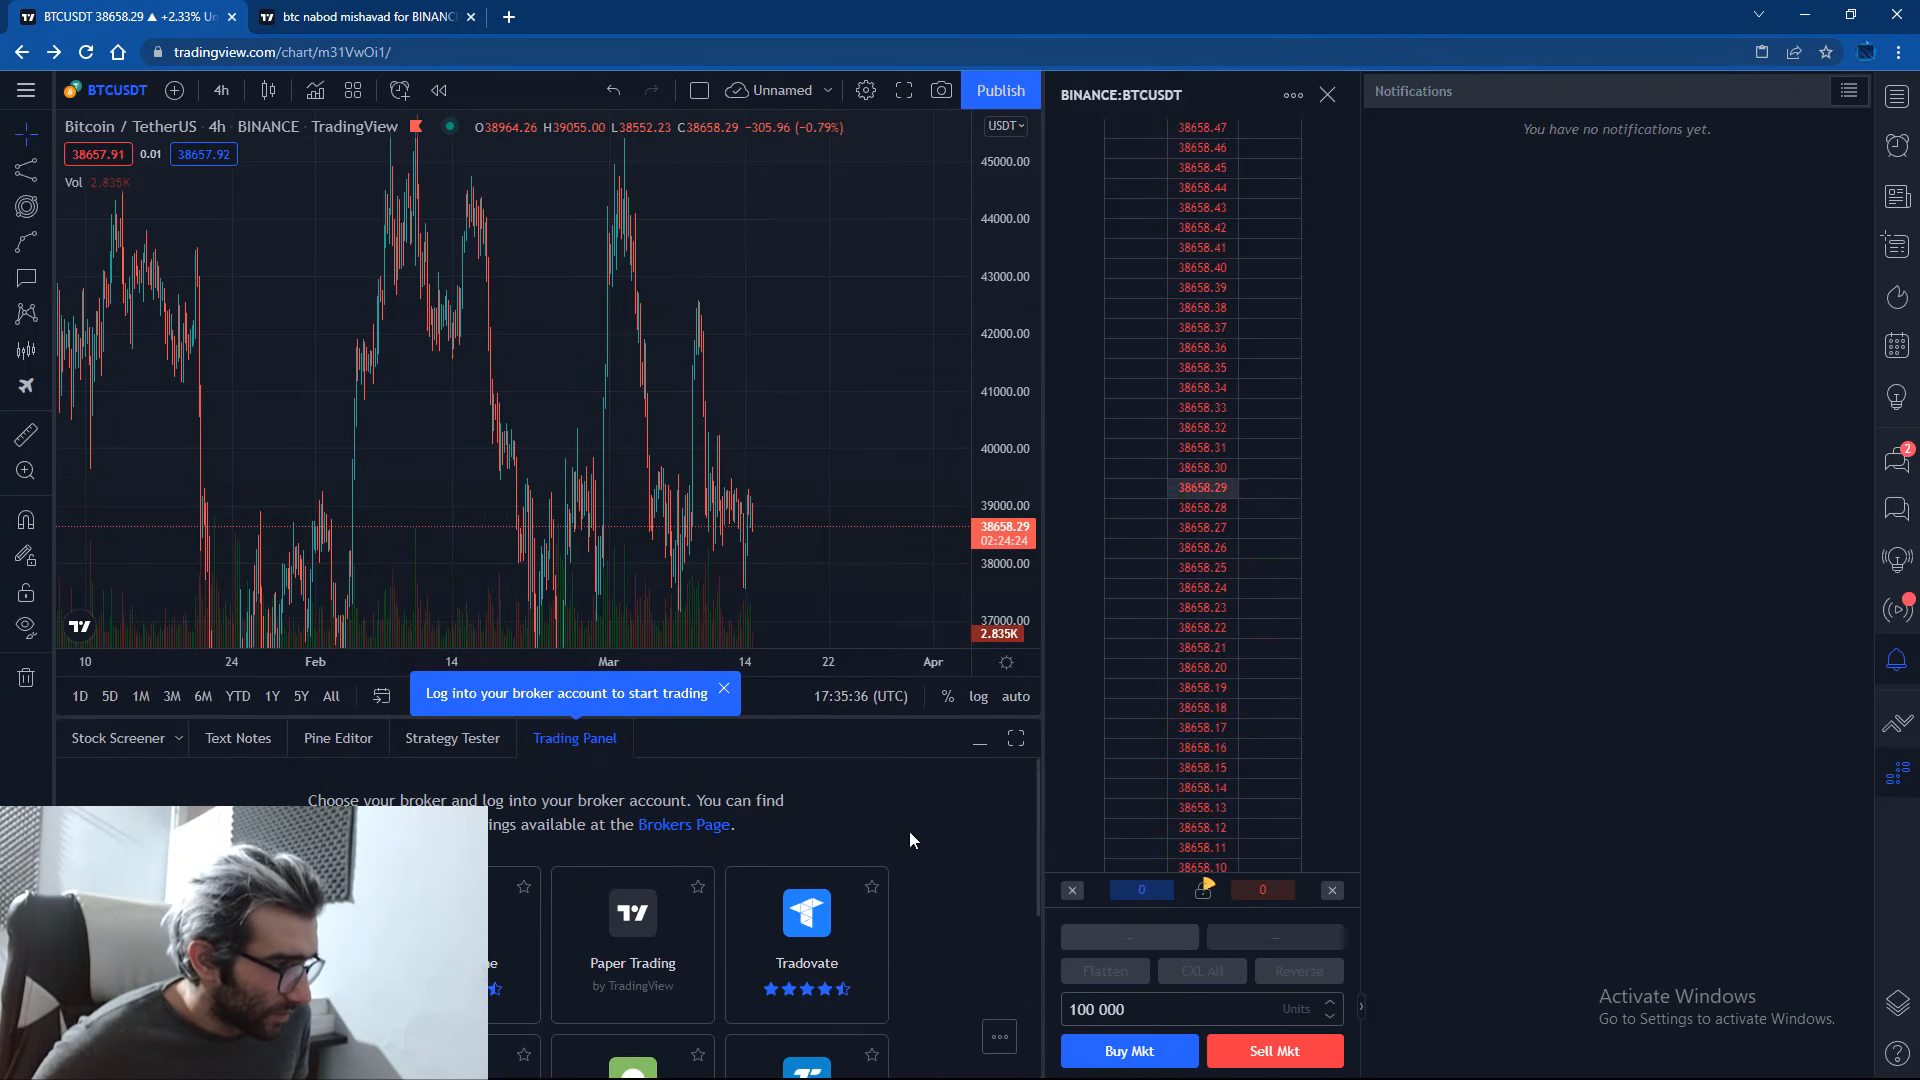 BTCUSDT 38658.29 ▲ +2.33% Un
btc nabod mishavad for BINANC
tradingview.com/chart/m31VwOi1/
BTCUSDT
4h
Unnamed
Publish
Bitcoin / TetherUS · 4h · BINANCE · TradingView
O38964.26 H39055.00 L38552.23 C38658.29 −305.96 (−0.79%)
USDT
38657.91
0.01
38657.92
Vol 2.835K
45000.00
44000.00
43000.00
42000.00
41000.00
40000.00
39000.00
38658.29
02:24:24
38000.00
37000.00
2.835K
10
24
Feb
14
Mar
14
22
Apr
1D 5D 1M 3M 6M YTD 1Y 5Y All
Log into your broker account to start trading
17:35:36 (UTC)
% log auto
Stock Screener
Text Notes
Pine Editor
Strategy Tester
Trading Panel
Choose your broker and log into your broker account. You can find
ings available at the Brokers Page.
ne
Paper Trading
by TradingView
Tradovate
BINANCE:BTCUSDT
38658.47
38658.46
38658.45
38658.44
38658.43
38658.42
38658.41
38658.40
38658.39
38658.38
38658.37
38658.36
38658.35
38658.34
38658.33
38658.32
38658.31
38658.30
38658.29
38658.28
38658.27
38658.26
38658.25
38658.24
38658.23
38658.22
38658.21
38658.20
38658.19
38658.18
38658.17
38658.16
38658.15
38658.14
38658.13
38658.12
38658.11
38658.10
0
0
Flatten
CXL All
Reverse
100 000
Units
Buy Mkt
Sell Mkt
Notifications
You have no notifications yet.
2
Activate Windows
Go to Settings to activate Windows.